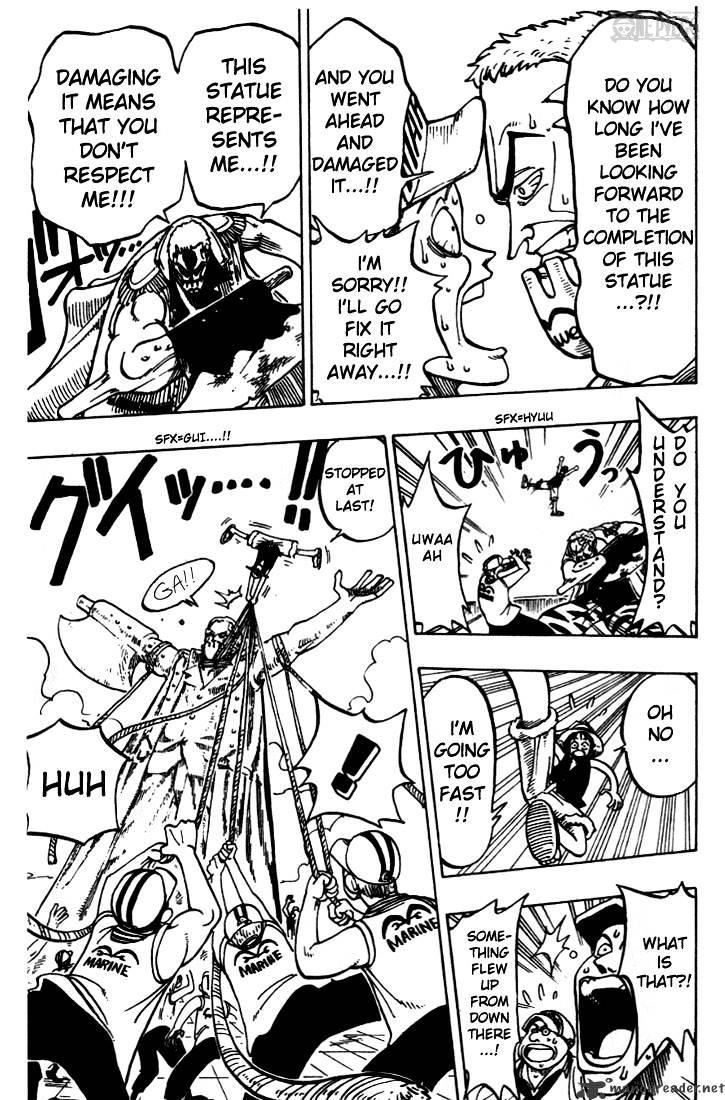 ONE PIECE
DO YOU
KNOW HOW
LONG I'VE
BEEN
LOOKING
FORWARD
TO THE
COMPLETION
OF THIS
STATUE
...?!!
AND YOU
WENT
AHEAD
AND
DAMAGED
IT...!!
I'M
SORRY!!
I'LL GO
FIX IT
RIGHT
AWAY...!!
THIS
STATUE
REPRE-
SENTS
ME...!!
DAMAGING
IT MEANS
THAT YOU
DON'T
RESPECT
ME!!!
SFX=HYUU
DO YOU
UNDERSTAND?
ひゅうっ
UWAA
AH
OH
NO
...
I'M
GOING
TOO
FAST
!!
WHAT
IS
THAT?!
SOME-
THING
FLEW
UP
FROM
DOWN
THERE
...!
SFX=GUI....!!
STOPPED
AT
LAST!
グイッ…!!
GA!!
!
HUH
MARINE
MARINE
MARINE
mangareader.net